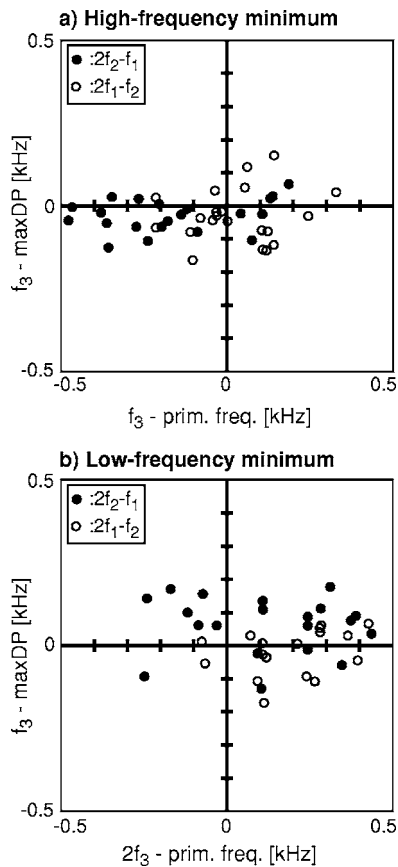 a) High-frequency minimum
0.5
● :2f₂-f₁
○ :2f₁-f₂
f₃ - maxDP [kHz]
0
-0.5
-0.5 0 0.5
f₃ - prim. freq. [kHz]
b) Low-frequency minimum
0.5
● :2f₂-f₁
○ :2f₁-f₂
f₃ - maxDP [kHz]
0
-0.5
-0.5 0 0.5
2f₃ - prim. freq. [kHz]